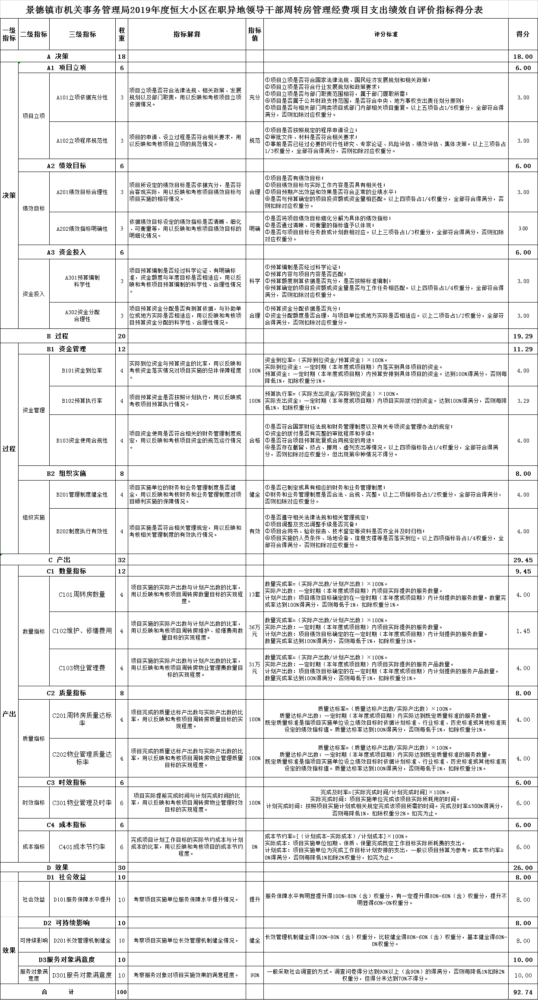 景德镇市机关事务管理局2019年度恒大小区在职异地领导干部周转房管理经费项目支出绩效自评价指标得分表
一级指标 二级指标 三级指标 权重 指标解释 指标值 评分标准 得分
A 决策 18 18.00
决策
A1 项目立项 6 6.00
项目立项
A101立项依据充分性 3
项目立项是否符合法律法规、相关政策、发展
规划以及部门职责，用以反映和考核项目立项
依据情况。
充分
①项目立项是否符合国家法律法规、国民经济发展规划和相关政策；
②项目立项是否符合行业发展规划和政策要求；
③项目立项是否与部门职责范围相符，属于部门履职所需；
④项目是否属于公共财政支持范围，是否符合中央、地方事权支出责任划分原则；
⑤项目是否与相关部门同类项目或部门内部相关项目重复。以上五项各占1/5权重分，全部符合得
满分，否则扣除对应权重分。
3.00
A102立项程序规范性 3
项目的申请、设立过程是否符合相关要求，用
以反映和考核项目立项的规范情况。
规范
①项目是否按照规定的程序申请设立；
②审批文件、材料是否符合相关要求；
③事前是否已经过必要的可行性研究、专家论证、风险评估、绩效评估、集体决策。以上三项各占
1/3权重分，全部符合得满分，否则扣除对应权重分。
3.00
A2 绩效目标 6 6.00
绩效目标
A201绩效目标合理性 3
项目所设定的绩效目标是否依据充分，是否符
合客观实际，用以反映和考核项目绩效目标与
项目实施的相符情况。
合理
①项目是否有绩效目标；
②项目绩效目标与实际工作内容是否具有相关性；
③项目预期产出效益和效果是否符合正常的业绩水平；
④是否与预算确定的项目投资额或资金量相匹配。以上四项各占1/4权重分，全部符合得满分，否
则扣除对应权重分。
3.00
A202绩效指标明确性 3
依据绩效目标设定的绩效指标是否清晰、细化
、可衡量等，用以反映和考核项目绩效目标的
明细化情况。
明确
①是否将项目绩效目标细化分解为具体的绩效指标；
②是否通过清晰、可衡量的指标值予以体现；
③是否与项目目标任务数或计划数相对应。以上三项各占1/3权重分，全部符合得满分，否则扣除
对应权重分。
3.00
A3 资金投入 6 6.00
资金投入
A301预算编制
科学性
3
项目预算编制是否经过科学论证、有明确标
准，资金额度与年度目标是否相适应，用以反
映和考核项目预算编制的科学性、合理性情况
。
科学
①预算编制是否经过科学论证；
②预算内容与项目内容是否匹配；
③预算额度测算依据是否充分，是否按照标准编制；
④预算确定的项目投资额或资金量是否与工作任务相匹配。以上四项各占1/4权重分，全部符合得
满分，否则扣除对应权重分。
3.00
A302资金分配
合理性
3
项目预算资金分配是否有测算依据，与补助单
位或地方实际是否相适应，用以反映和考核项
目预算资金分配的科学性、合理性情况。
合理
①预算资金分配依据是否充分；
②资金分配额度是否合理，与项目单位或地方实际是否相适应。以上二项各占1/2权重分，全部符
合得满分，否则扣除对应权重分。
3.00
B 过程 20 19.29
过程
B1 资金管理 12 11.29
资金管理
B101资金到位率 4
实际到位资金与预算资金的比率，用以反映和
考核资金落实情况对项目实施的总体保障程度
。
100%
资金到位率=（实际到位资金/预算资金）×100%。
实际到位资金：一定时期（本年度或项目期）内落实到具体项目的资金。
预算资金：一定时期（本年度或项目期）内预算安排到具体项目的资金。达到100%得满分，否则每
降低1%，扣除权重分1%。
4.00
B102预算执行率 4
项目预算资金是否按照计划执行，用以反映或
考核项目预算执行情况。
100%
预算执行率=（实际支出资金/实际到位资金）×100%。
实际支出资金：一定时期（本年度或项目期）内项目实际拨付的资金。达到100%得满分，否则每降
低1%，扣除权重分1%。
3.29
B103资金使用合规性 4
项目资金使用是否符合相关的财务管理制度规
定，用以反映和考核项目资金的规范运行情况
。
合格
①是否符合国家财经法规和财务管理制度以及有关专项资金管理办法的规定；
②资金的拨付是否有完整的审批程序和手续；
③是否符合项目预算批复或合同规定的用途；
④是否存在截留、挤占、挪用、虚列支出等情况。以上四项指标各占1/4权重分，全部符合得满
分，否则扣除对应权重分，但出现第④种情况不得分。
4.00
B2 组织实施 8 8.00
组织实施
B201管理制度健全性 4
项目实施单位的财务和业务管理制度是否健
全，用以反映和考核财务和业务管理制度对项
目顺利实施的保障情况。
健全
①是否已制定或具有相应的财务和业务管理制度；
②财务和业务管理制度是否合法、合规、完整。以上二项指标各占1/2权重分，全部符合得满分，
否则扣除对应权重分。
4.00
B202制度执行有效性 4
项目实施是否符合相关管理规定，用以反映和
考核相关管理制度的有效执行情况。
有效
①是否遵守相关法律法规和相关管理规定；
②项目调整及支出调整手续是否完备；
③项目合同书、验收报告、技术鉴定等资料是否齐全并及时归档；
④项目实施的人员条件、场地设备、信息支撑等是否落实到位。以上四项指标各占1/4权重分，全
部符合得满分，否则扣除对应权重分。
4.00
C 产出 32 29.45
产出
C1 数量指标 12 9.45
数量指标
C101周转房数量 4
项目实施的实际产出数与计划产出数的比率，
用以反映和考核项目周转房数量目标的实现程
度。
13套
数量完成率=（实际产出数/计划产出数）×100%。
实际产出数：一定时期（本年度或项目期）内项目实际提供的服务数量。
计划产出数：项目绩效目标确定的在一定时期（本年度或项目期）内计划提供的服务数量。数量完
成率达到100%得满分，否则每低于1%，扣除权重分1%。
4.00
C102维护、修缮费用 4
项目实施的实际产出数与计划产出数的比率，
用以反映和考核项目周转房维护、修缮费用数
量目标的实现程度。
36万
元
数量完成率=（实际产出数/计划产出数）×100%。
实际产出数：一定时期（本年度或项目期）内项目实际提供的服务数量。
计划产出数：项目绩效目标确定的在一定时期（本年度或项目期）内计划提供的服务数量。
数量完成率达到100%得满分，否则每低于1%，扣除权重分1%。
1.45
C103物业管理费 4
项目实施的实际产出数与计划产出数的比率，
用以反映和考核项目周转房物业管理费数量目
标的实现程度。
31万
元
数量完成率=（实际产出数/计划产出数）×100%。
实际产出数：一定时期（本年度或项目期）内项目实际提供的服务产品数量。
计划产出数：项目绩效目标确定的在一定时期（本年度或项目期）内计划提供的服务产品数量。
数量完成率达到100%得满分，否则每低于1%，扣除权重分1%。
4.00
C2 质量指标 8 8.00
质量指标
C201周转房质量达标
率
4
项目完成的质量达标产出数与实际产出数的比
率，用以反映和考核项目周转房质量目标的实
现程度。
100%
质量达标率=（质量达标产出数/实际产出数）×100%。
质量达标产出数：一定时期（本年度或项目期）内实际达到既定质量标准的服务数量。
既定质量标准是指项目实施单位设立绩效目标时依据计划标准、行业标准、历史标准或其他标准而
设定的绩效指标值。质量达标率达到100%得满分，否则每低于1%，扣除权重分1%。
4.00
C202物业管理质量达
标率
4
项目完成的质量达标产出数与实际产出数的比
率，用以反映和考核项目周转房物业管理质量
目标的实现程度。
100%
质量达标率=（质量达标产出数/实际产出数）×100%。
质量达标产出数：一定时期（本年度或项目期）内实际达到既定质量标准的服务数量。
既定质量标准是指项目实施单位设立绩效目标时依据计划标准、行业标准、历史标准或其他标准而
设定的绩效指标值。质量达标率达到100%得满分，否则每低于1%，扣除权重分1%。
4.00
C3 时效指标 6 6.00
时效指标
C301物业管理及时率 6
项目实际提前完成时间与计划完成时间的比
率，用以反映和考核项目周转房物业管理时效
目标的实现程度。
100%
完成及时率=[实际完成时间/计划完成时间]×100%。
实际完成时间：项目实施单位完成该项目实际所耗用的时间。
计划完成时间：按照项目实施计划或相关规定完成该项目所需的时间。完成及时率≤100%得满分，
否则每降低1%，扣除权重分2%。扣完为止。
6.00
C4 成本指标 6 6.00
成本指标
C401成本节约率 6
完成项目计划工作目标的实际节约成本与计划
成本的比率，用以反映和考核项目的成本节约
程度。
0%
成本节约率=[（计划成本-实际成本）/计划成本]×100%。
实际成本：项目实施单位如期、保质、保量完成既定工作目标实际所耗费的支出。
计划成本：项目实施单位为完成工作目标计划安排的支出，一般以项目预算为参考。成本节约率≥
0%得满分，否则每降低1%扣除2%权重分，扣完为止。
6.00
D 效果 30 26.00
D1 社会效益 10 8.00
社会效益
D101服务保障水平提升 10
考察项目实施单位服务保障水平提升情况。
提升
服务保障水平有明显提升得100%-80%（含）权重分，有一定提升得80%-60%（含）权重分，提升不
明显得60%-0%权重分。
8.00
效果
D2 可持续影响 10 8.00
可持续影响
D201长效管理机制健全 10
考察项目实施单位长效管理机制健全情况。
健全
长效管理机制健全得100%-80%（含）权重分，比较健全得80%-60%（含）权重分，基本健全得60%-
0%权重分。
8.00
D3服务对象满意度 10 10.00
服务对象满
意度
D301服务对象满意度 10
考察服务对象对项目实施效果的满意程度。
90%
一般采取社会调查的方式。调查问卷得分达到90%以上（含90%）的得满分，否则每降低1%扣除2%
权重分，但得分未达到70%不得分。
10.00
合 计 100 92.74